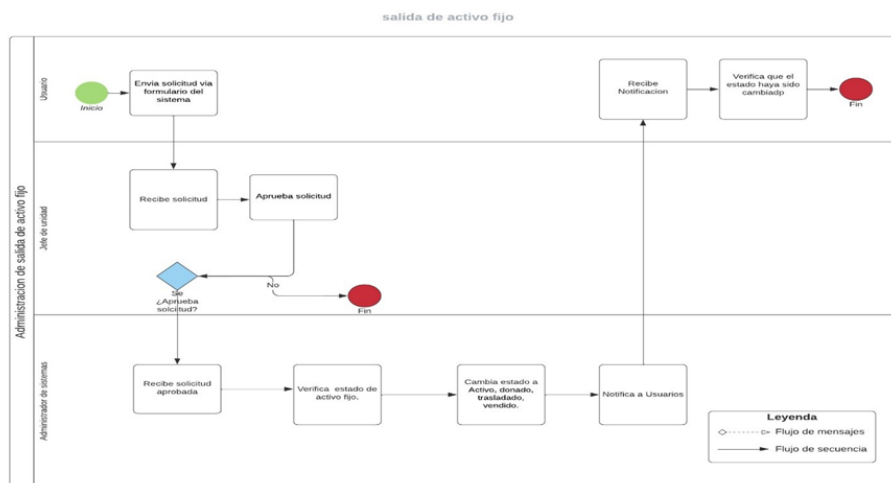 salida de activo fijo
Administracion de salida de activo fijo
Usuario
Inicio
Envia solicitud via
formulario del
sistema
Recibe
Notificacion
Verifica que el
estado haya sido
cambiadp
Fin
Jefe de unidad
Recibe solicitud
Aprueba solicitud
Se
¿Aprueba
solcitud?
No
Fin
Administrador de sistemas
Recibe solicitud
aprobada
Verifica estado de
activo fijo.
Cambia estado a
Activo, donado,
trasladado,
vendido.
Notifica a Usuarios
Leyenda
Flujo de mensajes
Flujo de secuencia